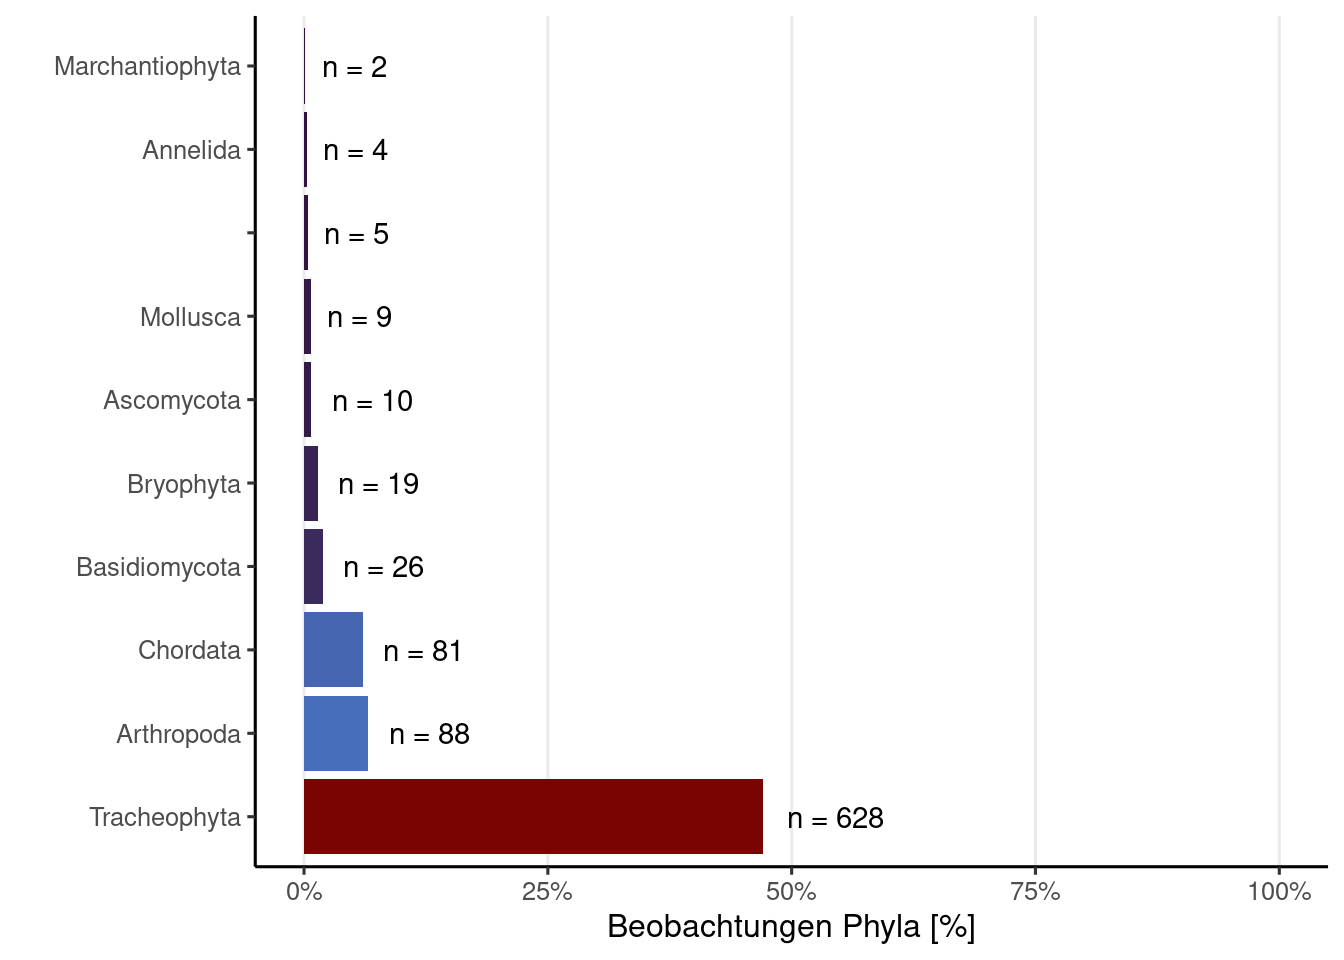 Marchantiophyta n = 2
Annelida n = 4
n = 5
Mollusca n = 9
Ascomycota n = 10
Bryophyta n = 19
Basidiomycota n = 26
Chordata n = 81
Arthropoda n = 88
Tracheophyta n = 628
0% 25% 50% 75% 100%
Beobachtungen Phyla [%]